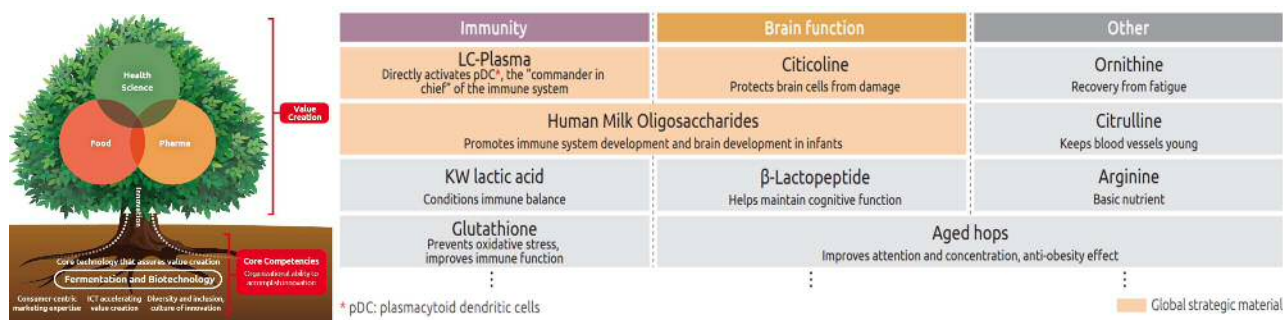 Health
Science
Food
Pharma
Innovation
Value
Creation
Core technology that assures value creation
Fermentation and Biotechnology
Consumer-centric
marketing expertise
ICT accelerating
value creation
Diversity and inclusion,
culture of innovation
Core Competencies
Organizational ability to
accomplish innovation
Immunity
Brain function
Other
LC-Plasma
Directly activates pDC*, the "commander in
chief" of the immune system
Citicoline
Protects brain cells from damage
Ornithine
Recovery from fatigue
Human Milk Oligosaccharides
Promotes immune system development and brain development in infants
Citrulline
Keeps blood vessels young
KW lactic acid
Conditions immune balance
β-Lactopeptide
Helps maintain cognitive function
Arginine
Basic nutrient
Glutathione
Prevents oxidative stress,
improves immune function
Aged hops
Improves attention and concentration, anti-obesity effect
* pDC: plasmacytoid dendritic cells
Global strategic material